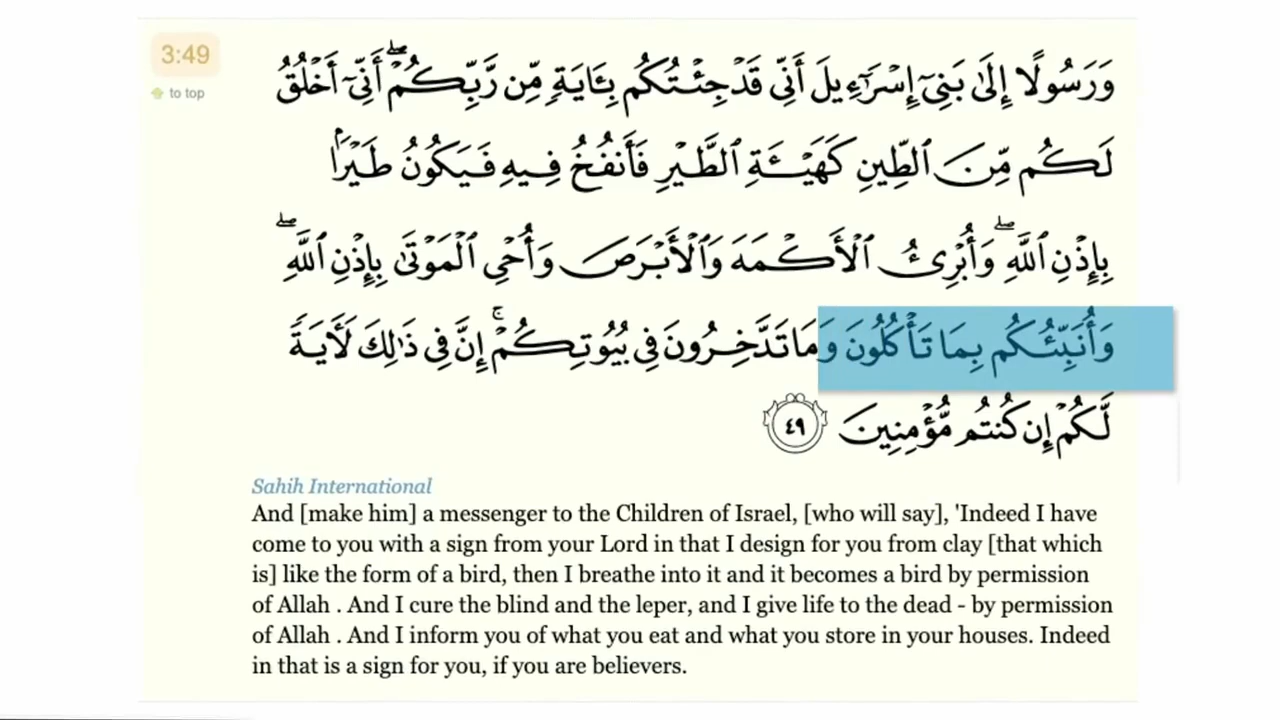 3:49
to top
وَرَسُولًا إِلَىٰ بَنِىٓ إِسْرَٰٓءِيلَ أَنِّى قَدْ جِئْتُكُم بِـَٔايَةٍ مِّن رَّبِّكُمْ ۖ أَنِّىٓ أَخْلُقُ
لَكُم مِّنَ ٱلطِّينِ كَهَيْـَٔةِ ٱلطَّيْرِ فَأَنفُخُ فِيهِ فَيَكُونُ طَيْرًۢا
بِإِذْنِ ٱللَّهِ ۖ وَأُبْرِئُ ٱلْأَكْمَهَ وَٱلْأَبْرَصَ وَأُحْىِ ٱلْمَوْتَىٰ بِإِذْنِ ٱللَّهِ ۖ
وَأُنَبِّئُكُم بِمَا تَأْكُلُونَ وَمَا تَدَّخِرُونَ فِى بُيُوتِكُمْ ۚ إِنَّ فِى ذَٰلِكَ لَـَٔايَةً
لَّكُمْ إِن كُنتُم مُّؤْمِنِينَ ٤٩
Sahih International
And [make him] a messenger to the Children of Israel, [who will say], 'Indeed I have
come to you with a sign from your Lord in that I design for you from clay [that which
is] like the form of a bird, then I breathe into it and it becomes a bird by permission
of Allah . And I cure the blind and the leper, and I give life to the dead - by permission
of Allah . And I inform you of what you eat and what you store in your houses. Indeed
in that is a sign for you, if you are believers.